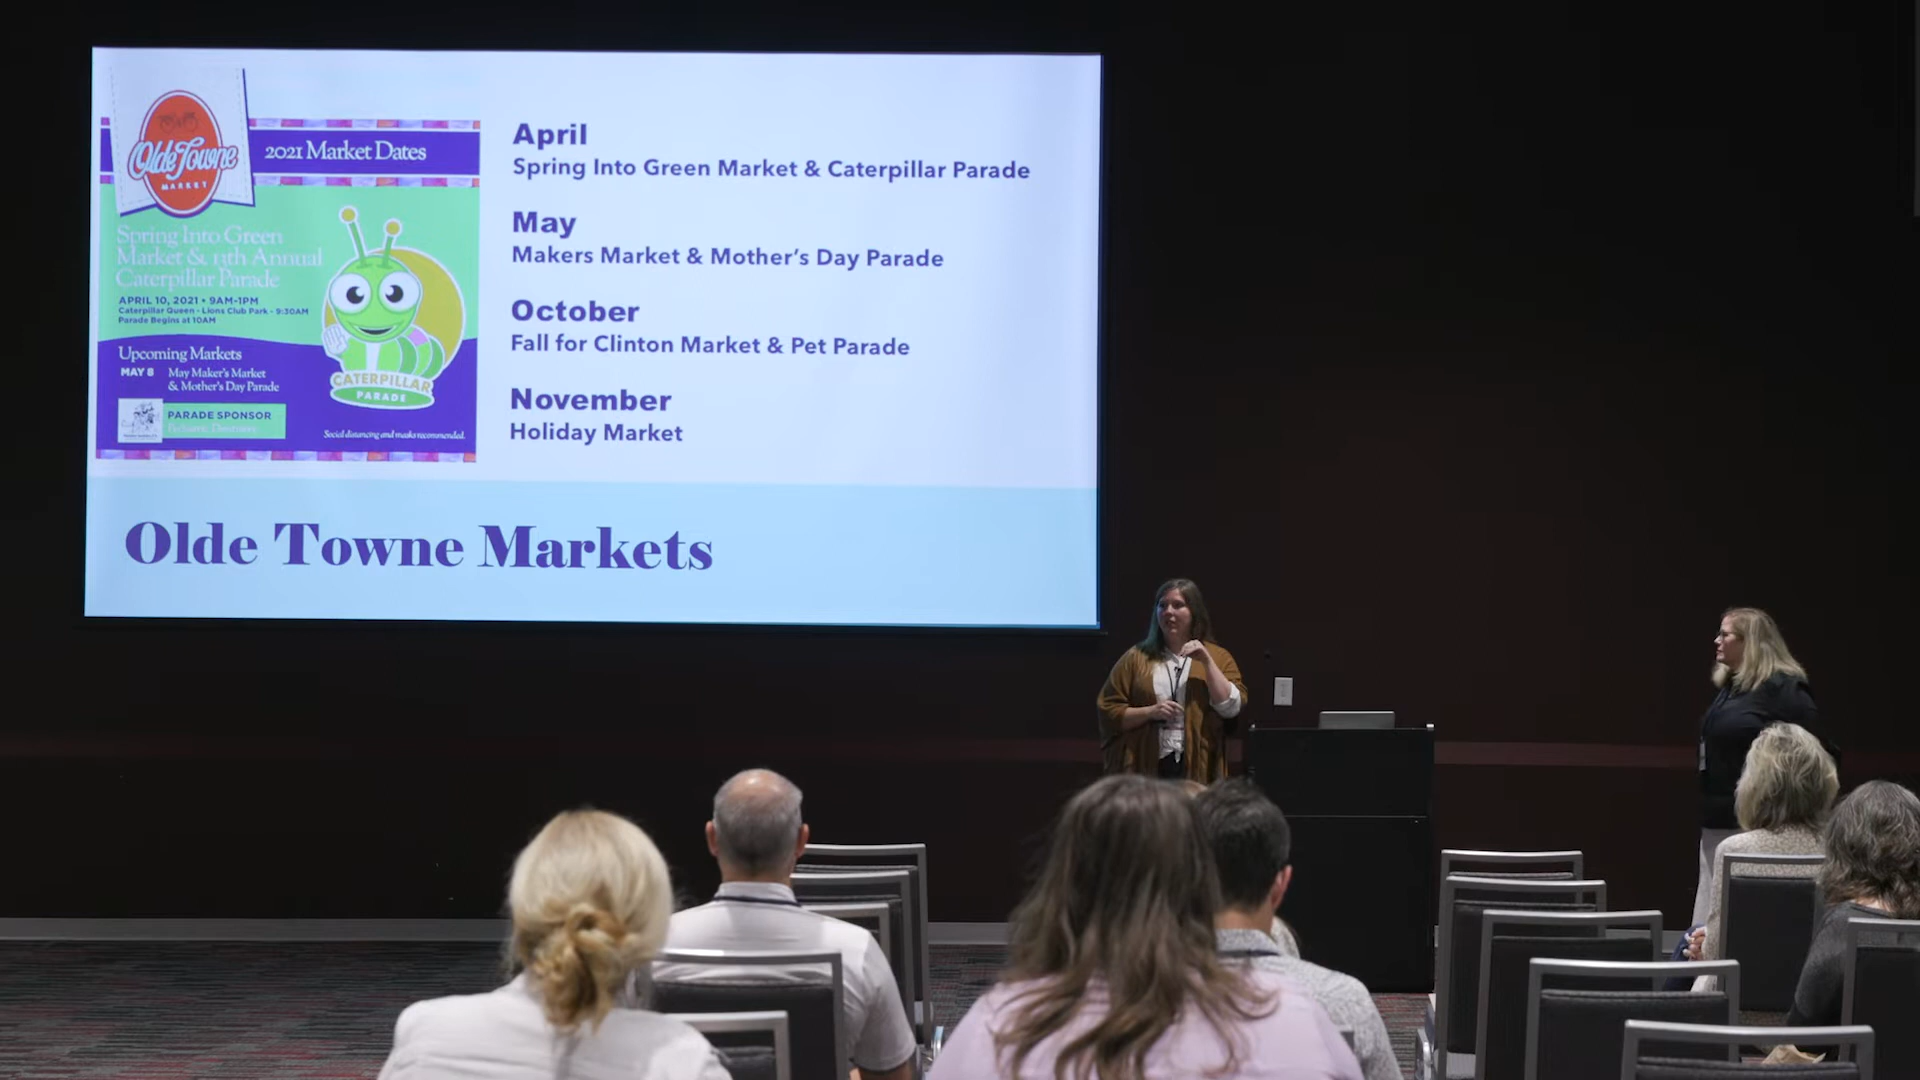 Olde Towne
MARKET
2021 Market Dates
Spring Into Green
Market & 11th Annual
Caterpillar Parade
APRIL 10, 2021 • 9AM-1PM
Caterpillar Queen - Lions Club Park - 9:30AM
Parade Begins at 10AM
CATERPILLAR
PARADE
Upcoming Markets
MAY 8 May Maker's Market
& Mother's Day Parade
PARADE SPONSOR
Social distancing and masks recommended.
April
Spring Into Green Market & Caterpillar Parade
May
Makers Market & Mother's Day Parade
October
Fall for Clinton Market & Pet Parade
November
Holiday Market
Olde Towne Markets